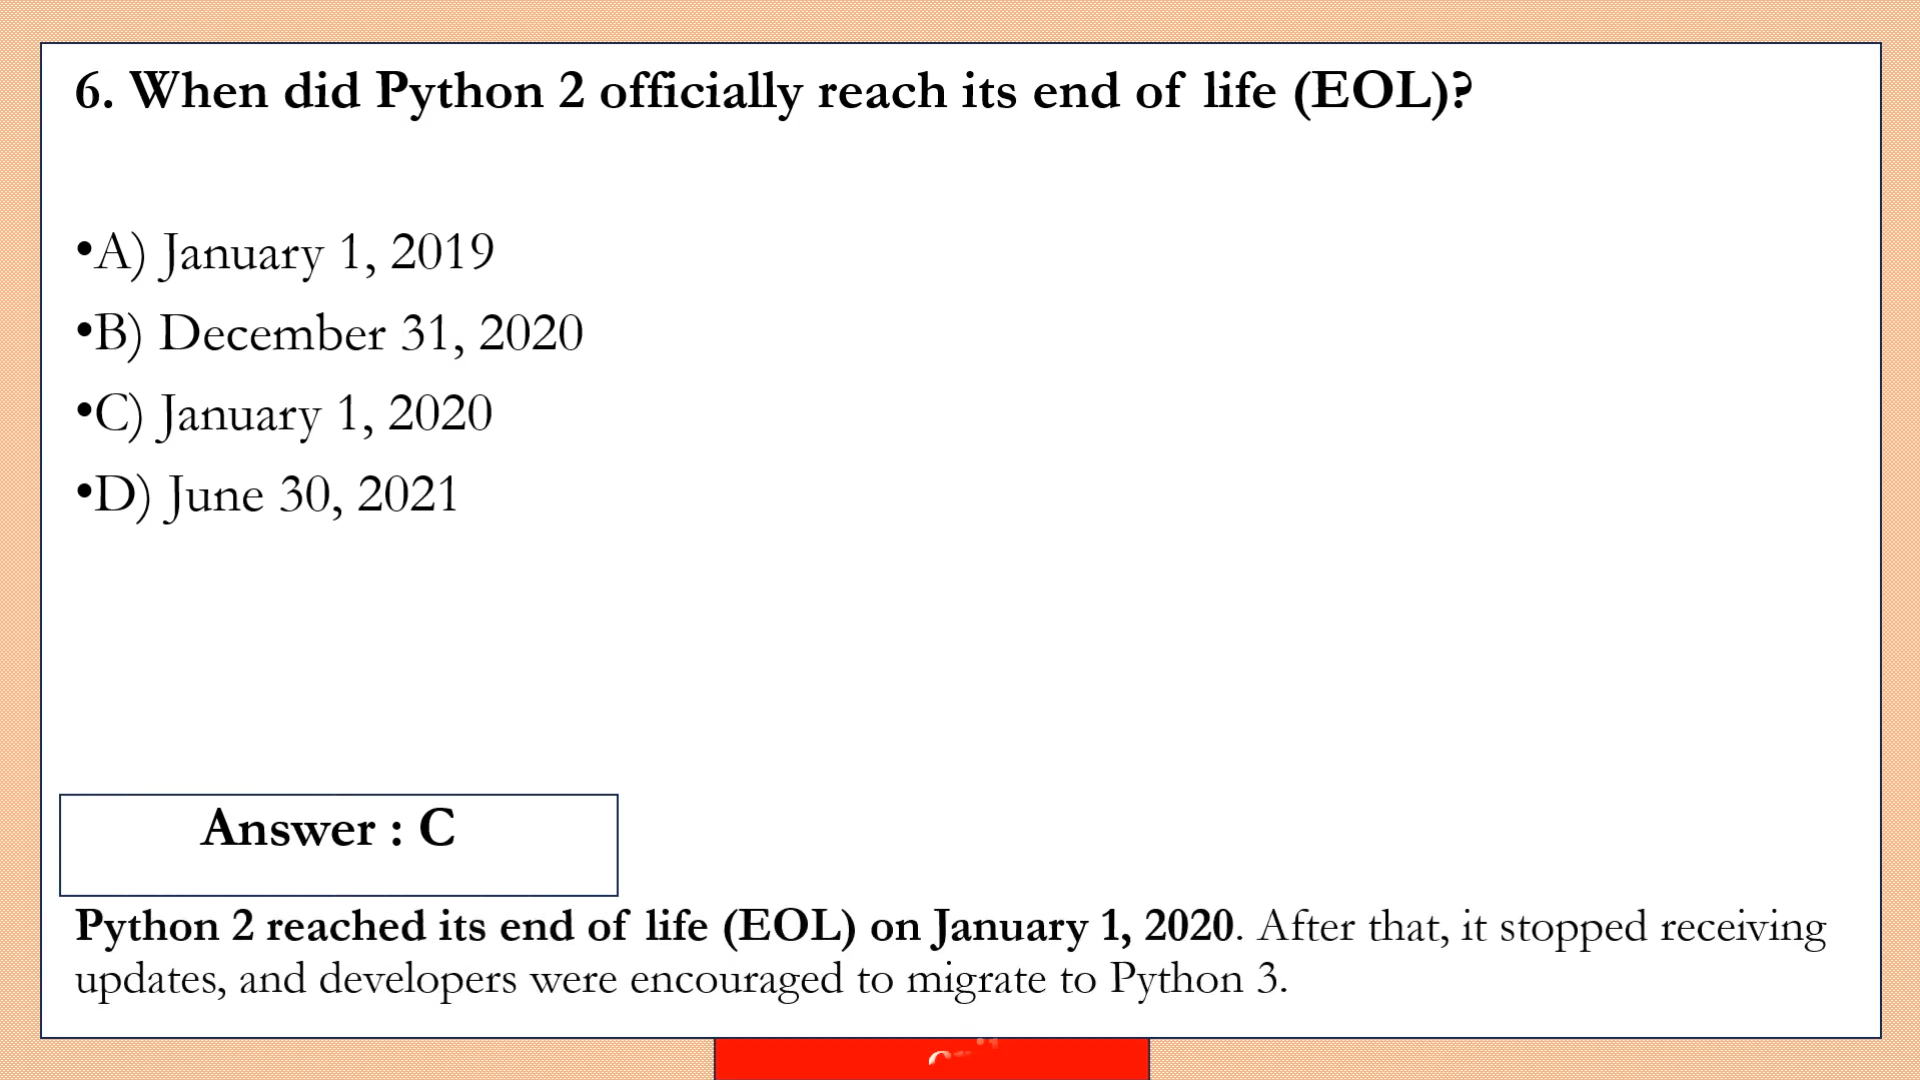 6. When did Python 2 officially reach its end of life (EOL)?
•A) January 1, 2019
•B) December 31, 2020
•C) January 1, 2020
•D) June 30, 2021
Answer : C
Python 2 reached its end of life (EOL) on January 1, 2020. After that, it stopped receiving
updates, and developers were encouraged to migrate to Python 3.